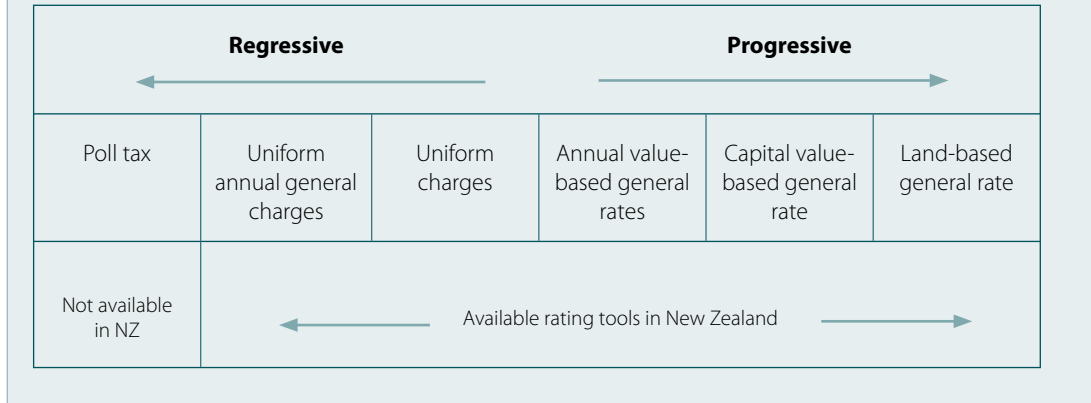 Regressive
Progressive
Poll tax
Uniform
annual general
charges
Uniform
charges
Annual value-
based general
rates
Capital value-
based general
rate
Land-based
general rate
Not available
in NZ
Available rating tools in New Zealand